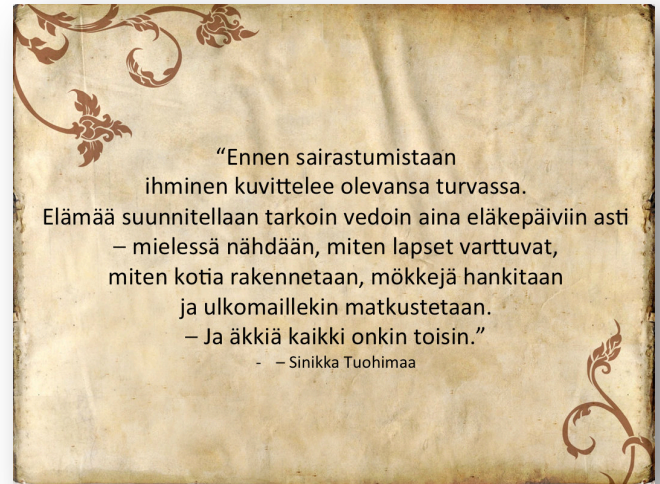 “Ennen sairastumistaan
ihminen kuvittelee olevansa turvassa.
Elämää suunnitellaan tarkoin vedoin aina eläkepäiviin asti
– mielessä nähdään, miten lapset varttuvat,
miten kotia rakennetaan, mökkejä hankitaan
ja ulkomaillekin matkustetaan.
– Ja äkkiä kaikki onkin toisin.”
- – Sinikka Tuohimaa